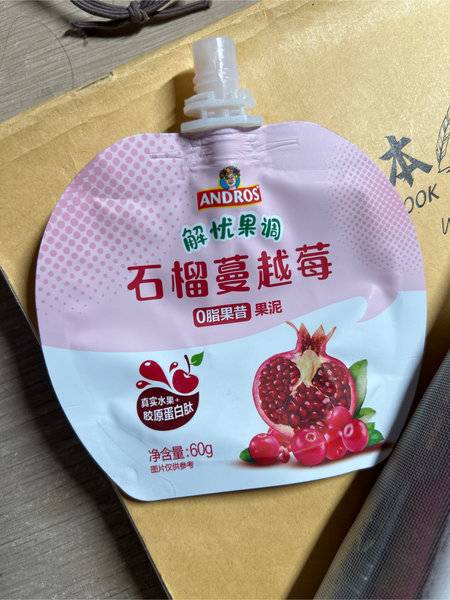 ANDROS
解忧果调
石榴蔓越莓
0脂果昔 果泥
真实水果+
胶原蛋白肽
净含量:60g
图片仅供参考
本
OOK